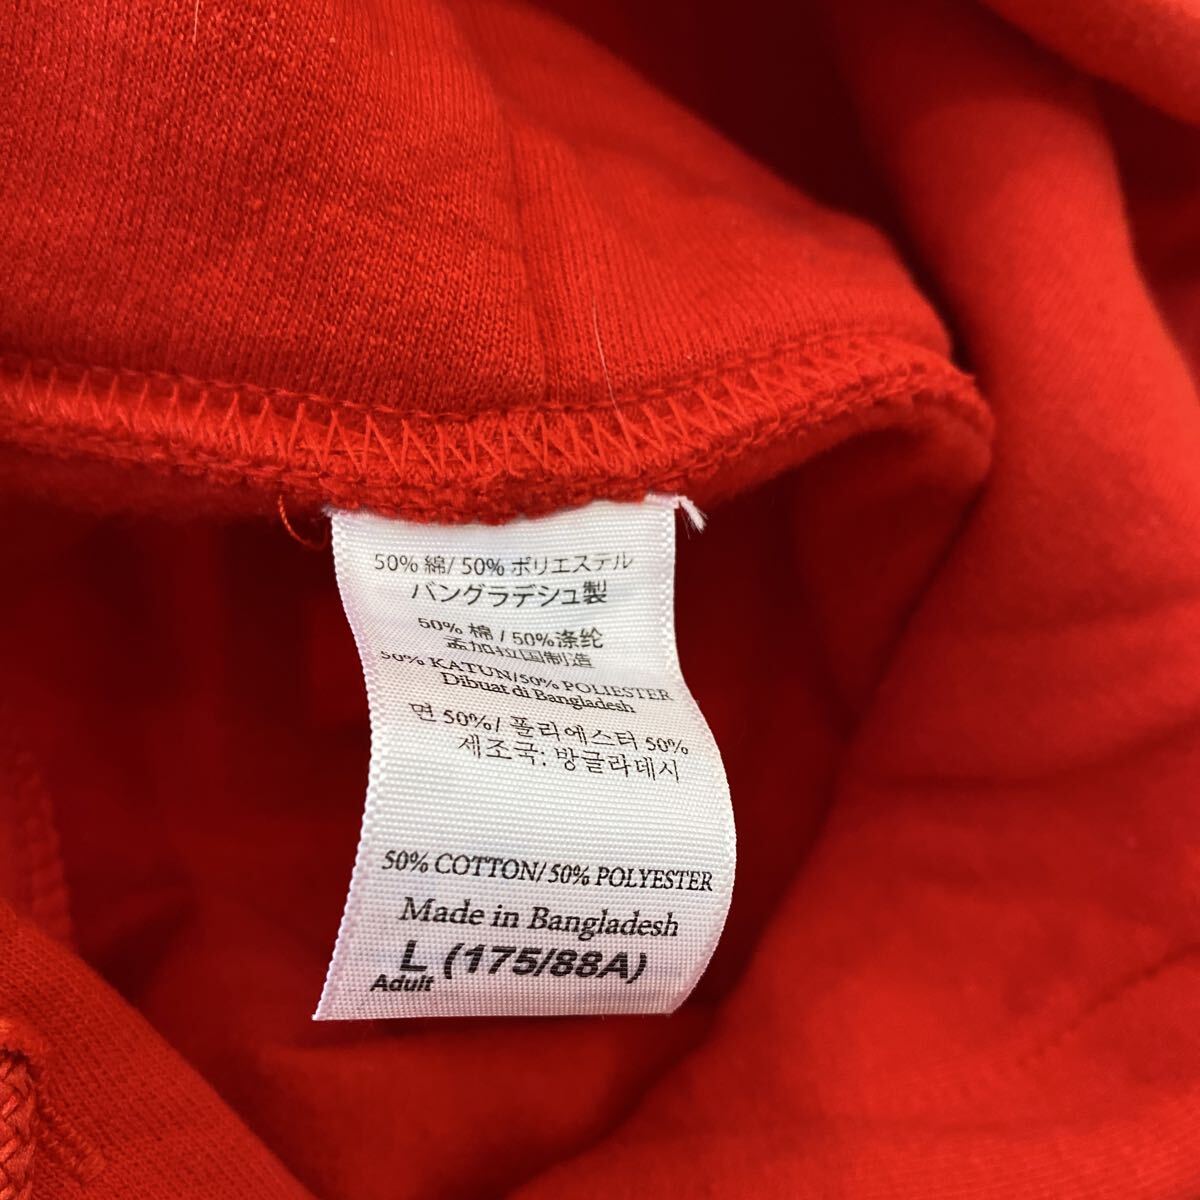 50% 綿/ 50% ポリエステル
バングラデシュ製
50% 棉 / 50%涤纶
孟加拉国制造
50% KATUN/50% POLIESTER
Dibuat di Bangladesh
면 50%/ 폴리에스터 50%
제조국: 방글라데시
50% COTTON/ 50% POLYESTER
Made in Bangladesh
L (175/88A)
Adult